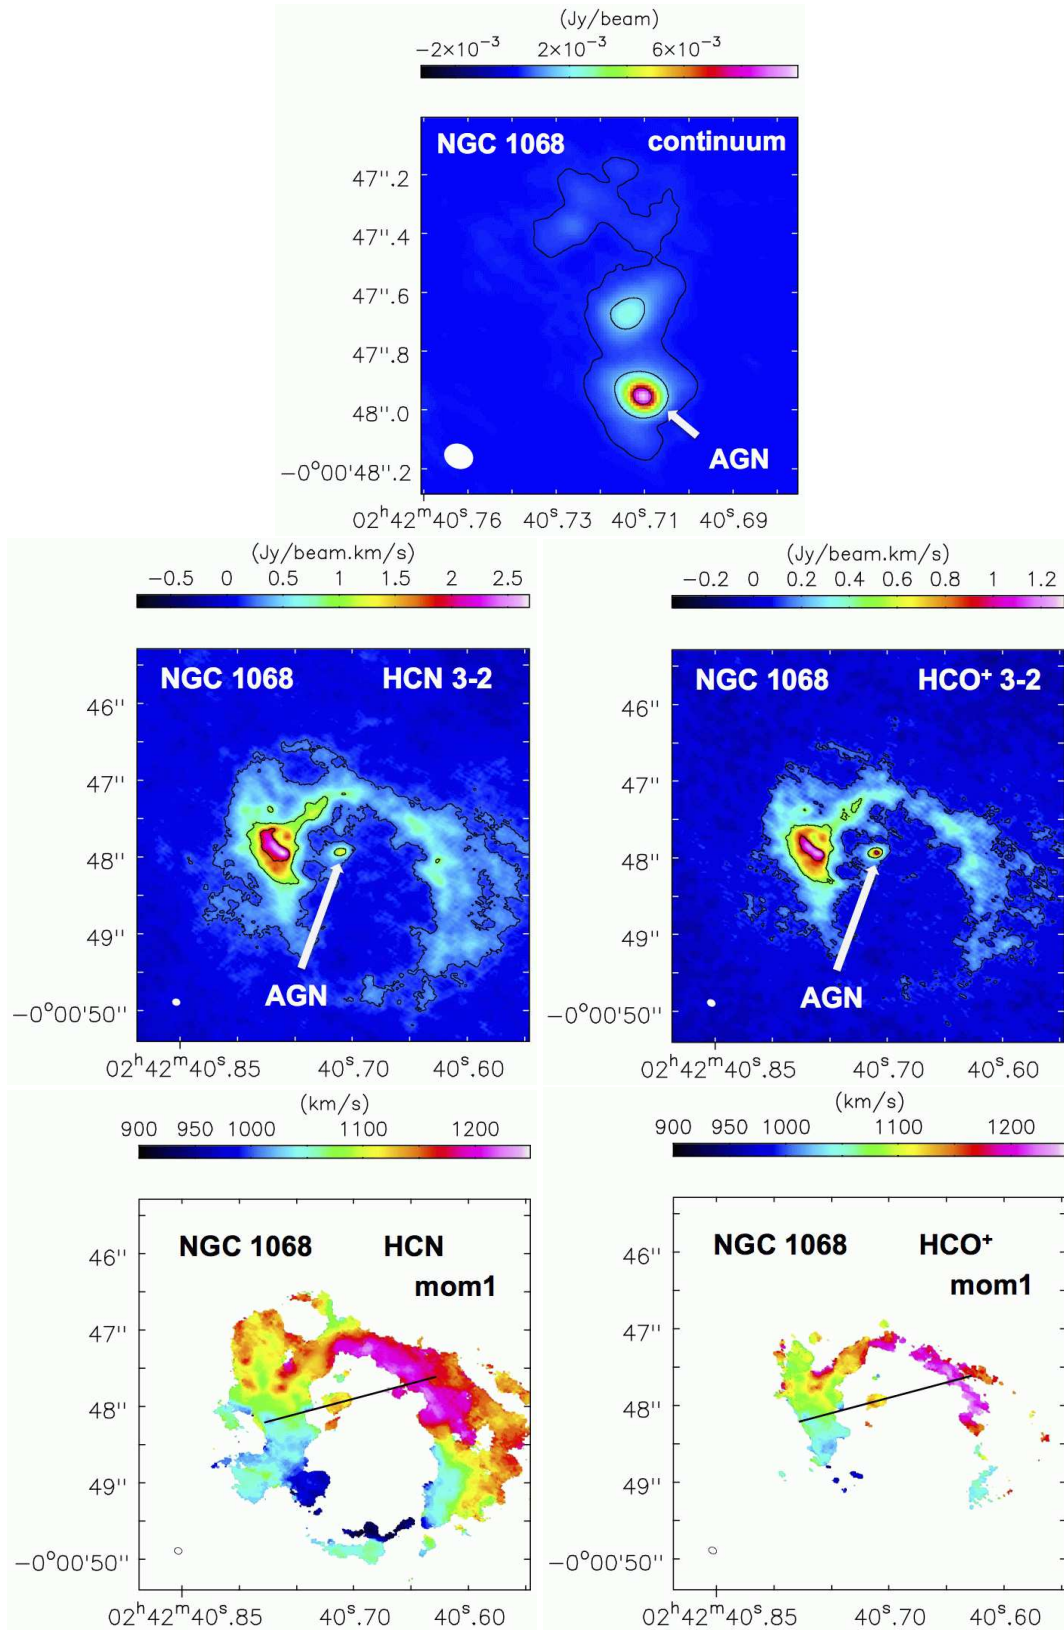 (Jy/beam)
−2×10⁻³ 2×10⁻³ 6×10⁻³
NGC 1068 continuum
47".2
47".4
47".6
47".8
48".0
AGN
−0°00'48".2
02ʰ42ᵐ40ˢ.76 40ˢ.73 40ˢ.71 40ˢ.69
(Jy/beam.km/s) (Jy/beam.km/s)
−0.5 0 0.5 1 1.5 2 2.5 −0.2 0 0.2 0.4 0.6 0.8 1 1.2
NGC 1068 HCN 3-2 NGC 1068 HCO⁺ 3-2
46" 46"
47" 47"
48" 48"
49" 49"
AGN AGN
−0°00'50" −0°00'50"
02ʰ42ᵐ40ˢ.85 40ˢ.70 40ˢ.60 02ʰ42ᵐ40ˢ.85 40ˢ.70 40ˢ.60
(km/s) (km/s)
900 950 1000 1100 1200 900 950 1000 1100 1200
NGC 1068 HCN NGC 1068 HCO⁺
46" 46"
mom1 mom1
47" 47"
48" 48"
49" 49"
−0°00'50" −0°00'50"
02ʰ42ᵐ40ˢ.85 40ˢ.70 40ˢ.60 02ʰ42ᵐ40ˢ.85 40ˢ.70 40ˢ.60